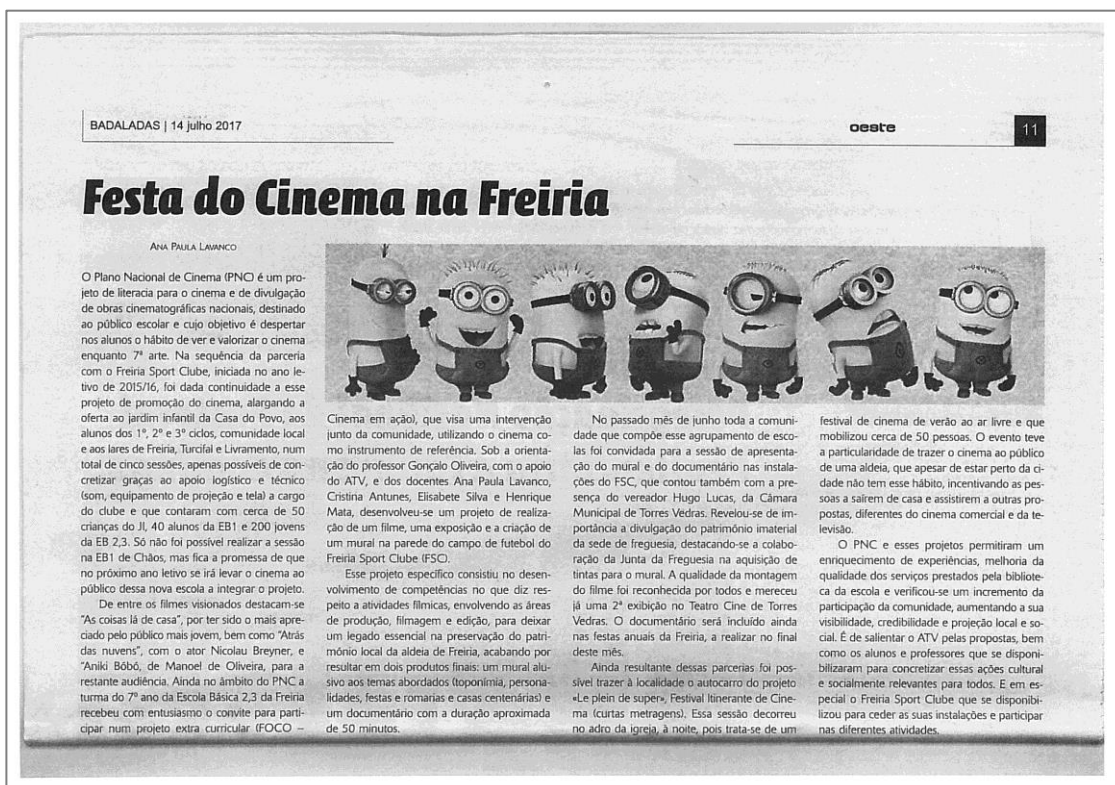 BADALADAS | 14 julho 2017
oeste
11
Festa do Cinema na Freiria
ANA PAULA LAVANCO
O Plano Nacional de Cinema (PNC) é um pro-
jeto de literacia para o cinema e de divulgação
de obras cinematográficas nacionais, destinado
ao público escolar e cujo objetivo é despertar
nos alunos o hábito de ver e valorizar o cinema
enquanto 7ª arte. Na sequência da parceria
com o Freiria Sport Clube, iniciada no ano le-
tivo de 2015/16, foi dada continuidade a esse
projeto de promoção do cinema, alargando a
oferta ao jardim infantil da Casa do Povo, aos
alunos dos 1º, 2º e 3º ciclos, comunidade local
e aos lares de Freiria, Turcifal e Livramento, num
total de cinco sessões, apenas possíveis de con-
cretizar graças ao apoio logístico e técnico
(som, equipamento de projeção e tela) a cargo
do clube e que contaram com cerca de 50
crianças do JI, 40 alunos da EB1 e 200 jovens
da EB 2,3. Só não foi possível realizar a sessão
na EB1 de Chãos, mas fica a promessa de que
no próximo ano letivo se irá levar o cinema ao
público dessa nova escola a integrar o projeto.
De entre os filmes visionados destacam-se
"As coisas lá de casa", por ter sido o mais apre-
ciado pelo público mais jovem, bem como "Atrás
das nuvens", com o ator Nicolau Breyner, e
"Aniki Bóbó, de Manoel de Oliveira, para a
restante audiência. Ainda no âmbito do PNC a
turma do 7º ano da Escola Básica 2,3 da Freiria
recebeu com entusiasmo o convite para parti-
cipar num projeto extra curricular (FOCO –
Cinema em ação), que visa uma intervenção
junto da comunidade, utilizando o cinema co-
mo instrumento de referência. Sob a orienta-
ção do professor Gonçalo Oliveira, com o apoio
do ATV, e dos docentes Ana Paula Lavanco,
Cristina Antunes, Elisabete Silva e Henrique
Mata, desenvolveu-se um projeto de realiza-
ção de um filme, uma exposição e a criação de
um mural na parede do campo de futebol do
Freiria Sport Clube (FSC).
Esse projeto específico consistiu no desen-
volvimento de competências no que diz res-
peito a atividades fílmicas, envolvendo as áreas
de produção, filmagem e edição, para deixar
um legado essencial na preservação do patri-
mónio local da aldeia de Freiria, acabando por
resultar em dois produtos finais: um mural alu-
sivo aos temas abordados (toponímia, persona-
lidades, festas e romarias e casas centenárias) e
um documentário com a duração aproximada
de 50 minutos.
No passado mês de junho toda a comuni-
dade que compõe esse agrupamento de esco-
las foi convidada para a sessão de apresenta-
ção do mural e do documentário nas instala-
ções do FSC, que contou também com a pre-
sença do vereador Hugo Lucas, da Câmara
Municipal de Torres Vedras. Revelou-se de im-
portância a divulgação do património imaterial
da sede de freguesia, destacando-se a colabo-
ração da Junta da Freguesia na aquisição de
tintas para o mural. A qualidade da montagem
do filme foi reconhecida por todos e mereceu
já uma 2ª exibição no Teatro Cine de Torres
Vedras. O documentário será incluído ainda
nas festas anuais da Freiria, a realizar no final
deste mês.
Ainda resultante dessas parcerias foi pos-
sível trazer à localidade o autocarro do projeto
«Le plein de super», Festival Itinerante de Cine-
ma (curtas metragens). Essa sessão decorreu
no adro da igreja, à noite, pois trata-se de um
festival de cinema de verão ao ar livre e que
mobilizou cerca de 50 pessoas. O evento teve
a particularidade de trazer o cinema ao público
de uma aldeia, que apesar de estar perto da ci-
dade não tem esse hábito, incentivando as pes-
soas a saírem de casa e assistirem a outras pro-
postas, diferentes do cinema comercial e da te-
levisão.
O PNC e esses projetos permitiram um
enriquecimento de experiências, melhoria da
qualidade dos serviços prestados pela bibliote-
ca da escola e verificou-se um incremento da
participação da comunidade, aumentando a sua
visibilidade, credibilidade e projeção local e so-
cial. É de salientar o ATV pelas propostas, bem
como os alunos e professores que se disponi-
bilizaram para concretizar essas ações cultural
e socialmente relevantes para todos. E em es-
pecial o Freiria Sport Clube que se disponibi-
lizou para ceder as suas instalações e participar
nas diferentes atividades.